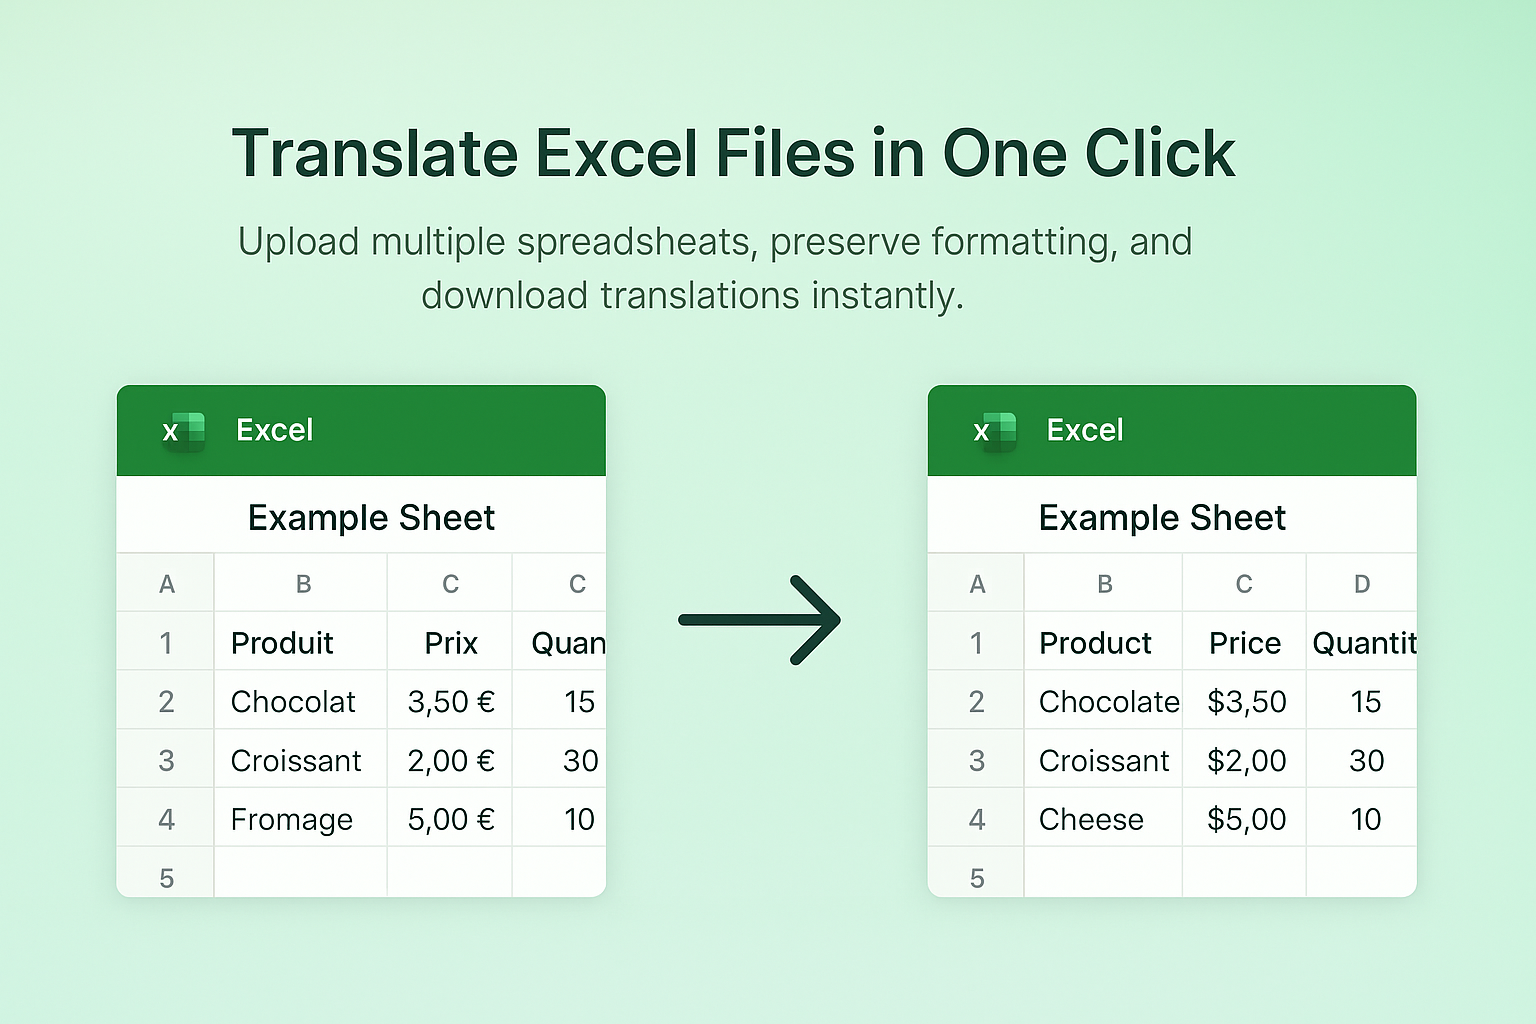 Translate Excel Files in One Click
Upload multiple spreadsheats, preserve formatting, and
download translations instantly.
x Excel
Example Sheet
A B C C
1 Produit Prix Quan
2 Chocolat 3,50 € 15
3 Croissant 2,00 € 30
4 Fromage 5,00 € 10
5
x Excel
Example Sheet
A B C D
1 Product Price Quantit
2 Chocolate $3,50 15
3 Croissant $2,00 30
4 Cheese $5,00 10
5